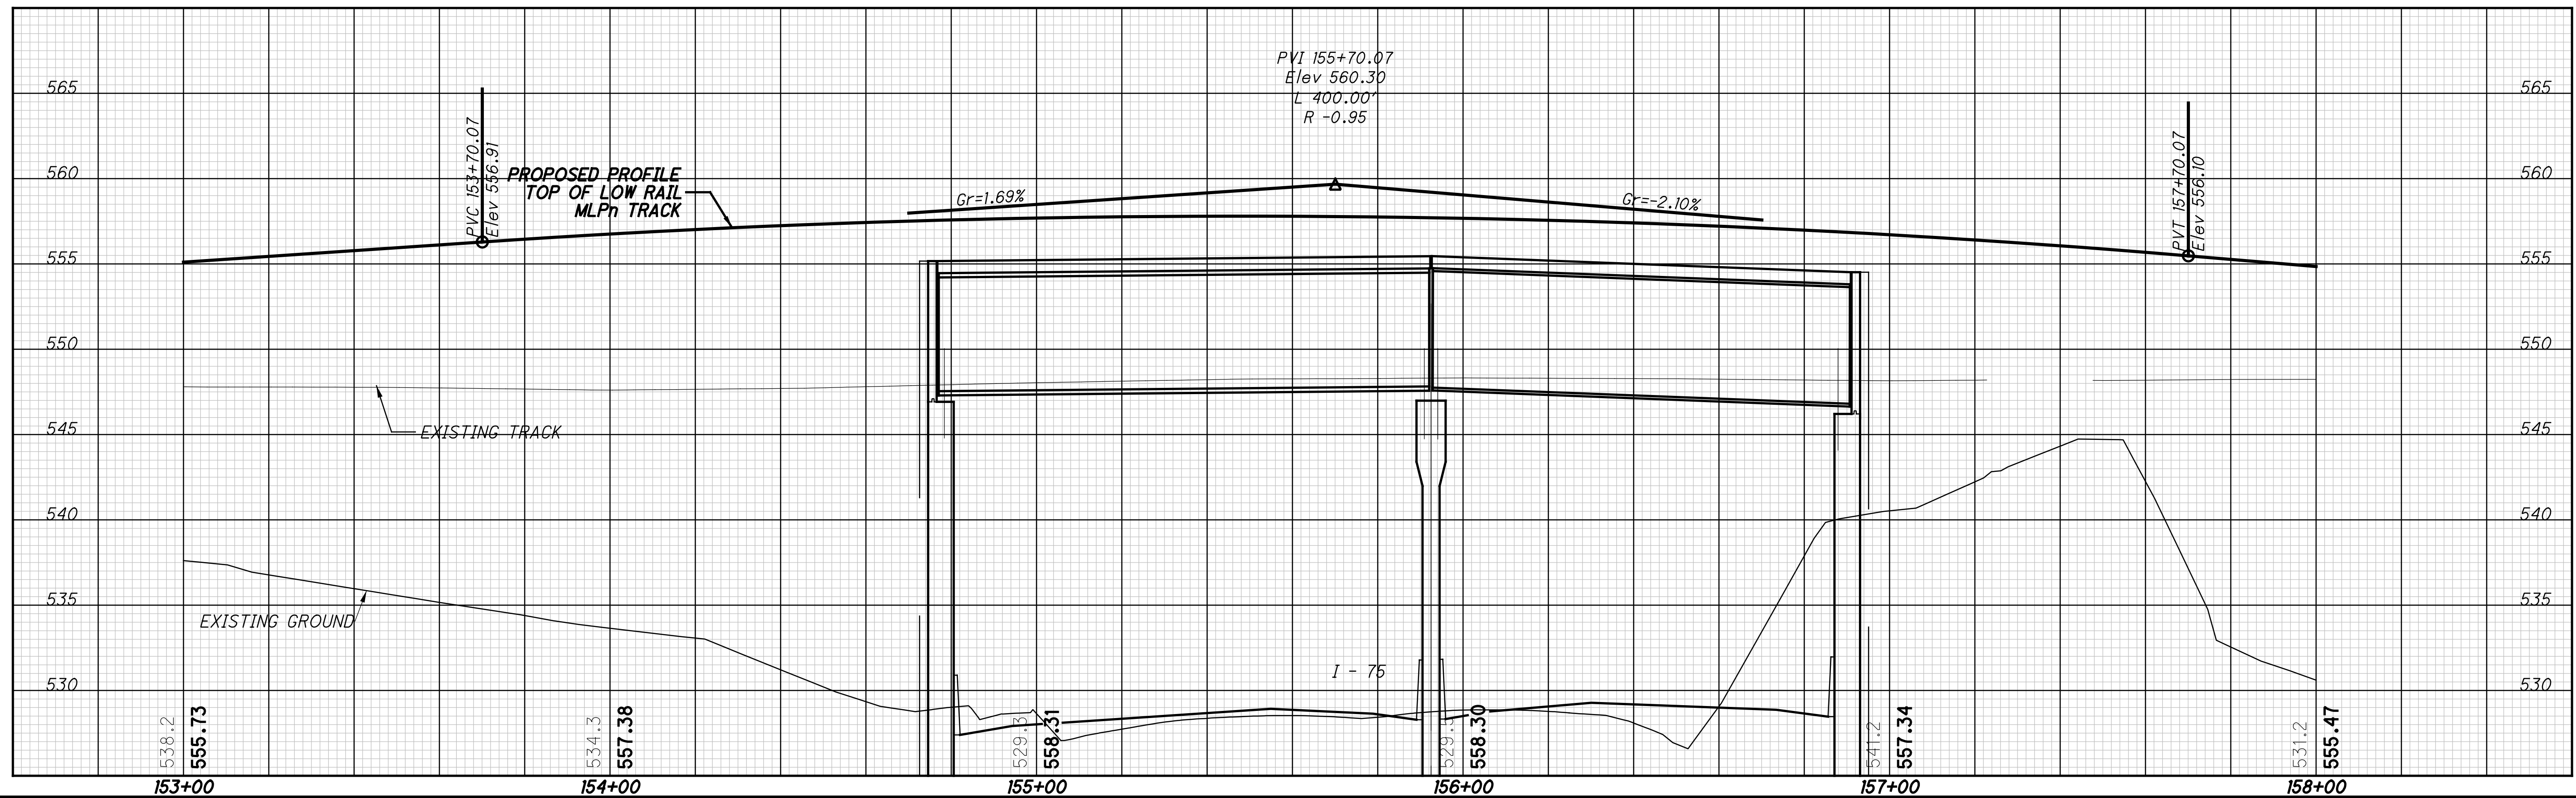 PVI 155+70.07
Elev 560.30
L 400.00'
R -0.95
565
565
PVC 153+70.07
Elev 556.91
PROPOSED PROFILE
TOP OF LOW RAIL
MLPn TRACK
Gr=1.69%
Gr=-2.10%
PVT 157+70.07
Elev 556.10
560
560
555
555
550
550
EXISTING TRACK
545
545
540
540
535
535
EXISTING GROUND
I - 75
530
530
538.2
555.73
534.3
557.38
529.3
558.31
558.30
541.2
557.34
531.2
555.47
153+00
154+00
155+00
156+00
157+00
158+00